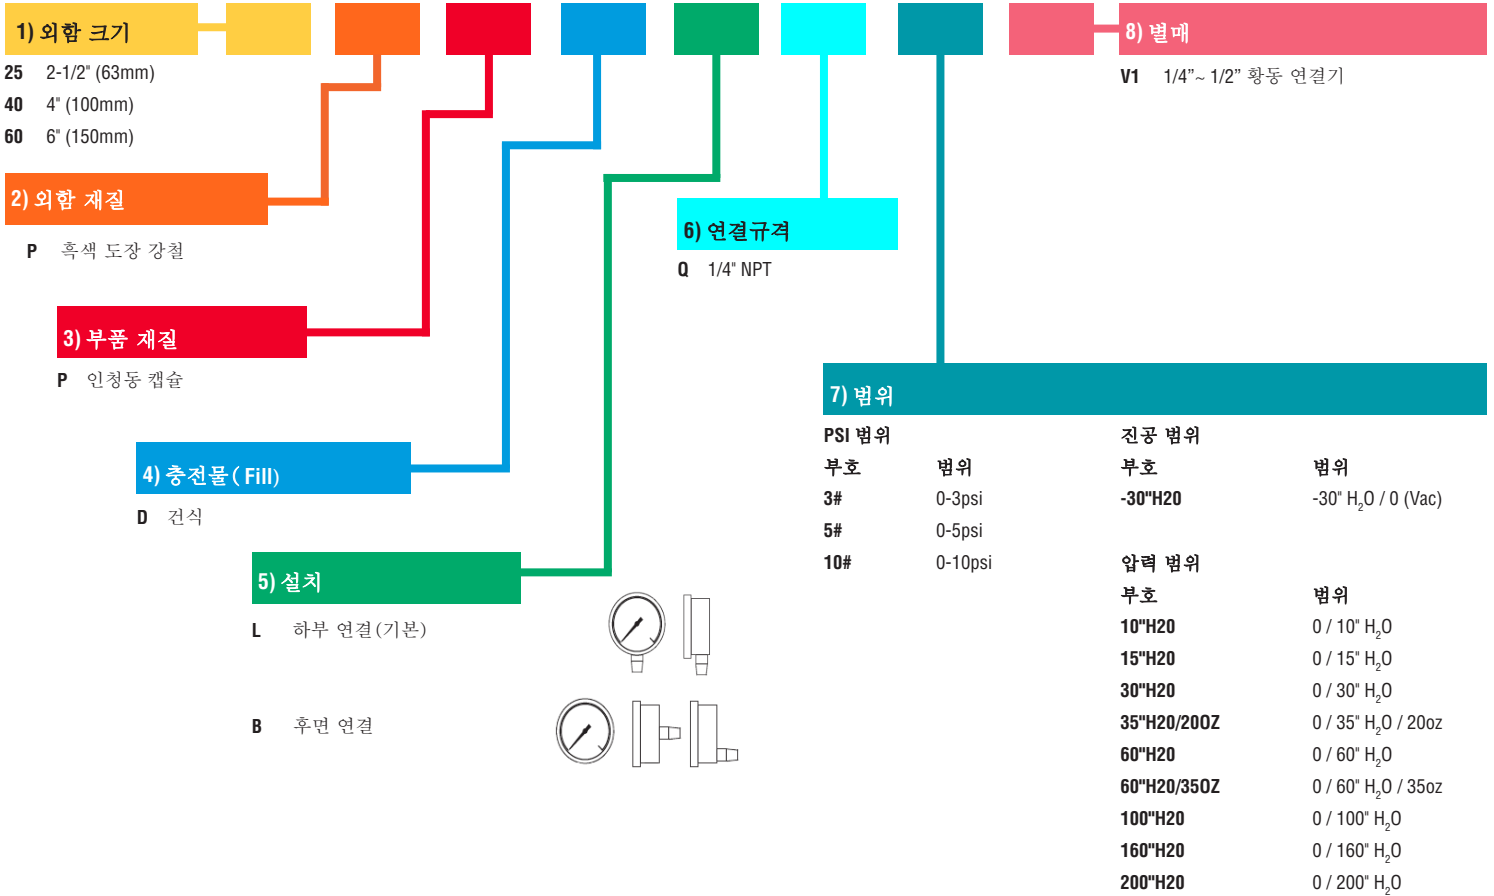 1) 외함 크기
25 2-1/2" (63mm)
40 4" (100mm)
60 6" (150mm)
2) 외함 재질
P 흑색 도장 강철
3) 부품 재질
P 인청동 캡슐
4) 충전물( Fill)
D 건식
5) 설치
L 하부 연결(기본)
B 후면 연결
6) 연결규격
Q 1/4" NPT
7) 범위
PSI 범위
부호 범위
3# 0-3psi
5# 0-5psi
10# 0-10psi
진공 범위
부호 범위
-30"H20 -30" H₂O / 0 (Vac)
압력 범위
부호 범위
10"H20 0 / 10" H₂O
15"H20 0 / 15" H₂O
30"H20 0 / 30" H₂O
35"H20/20OZ 0 / 35" H₂O / 20oz
60"H20 0 / 60" H₂O
60"H20/35OZ 0 / 60" H₂O / 35oz
100"H20 0 / 100" H₂O
160"H20 0 / 160" H₂O
200"H20 0 / 200" H₂O
8) 별매
V1 1/4”~ 1/2” 황동 연결기